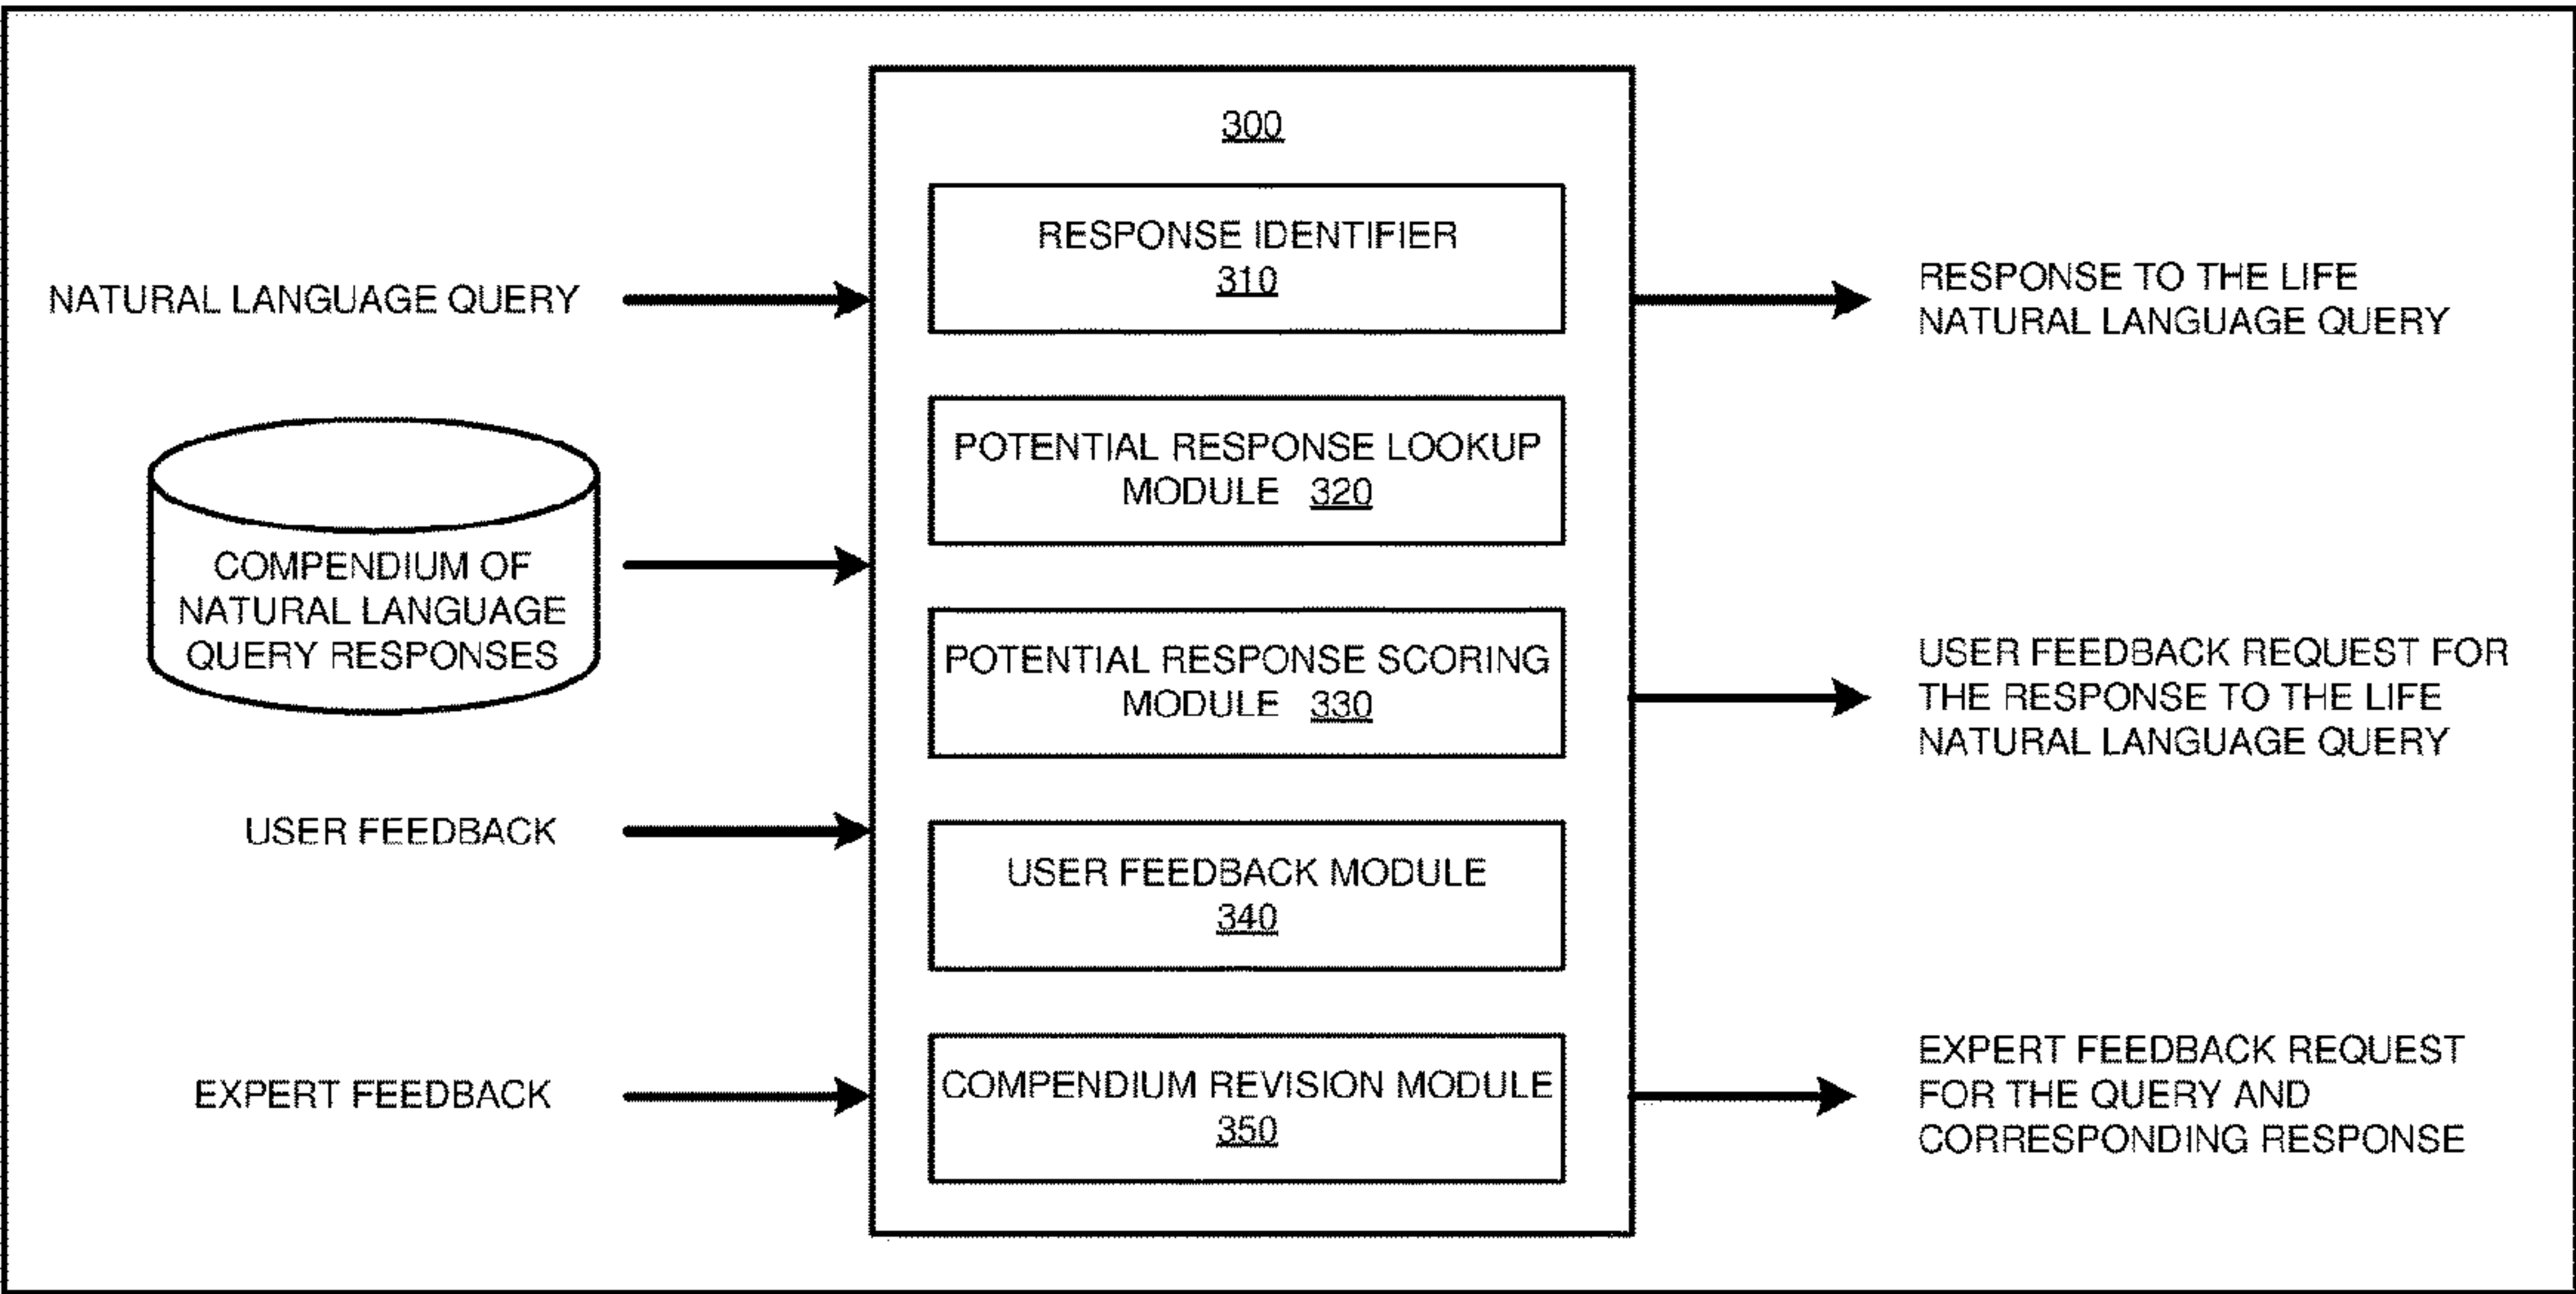 NATURAL LANGUAGE QUERY
COMPENDIUM OF
NATURAL LANGUAGE
QUERY RESPONSES
USER FEEDBACK
EXPERT FEEDBACK
300
RESPONSE IDENTIFIER
310
POTENTIAL RESPONSE LOOKUP
MODULE 320
POTENTIAL RESPONSE SCORING
MODULE 330
USER FEEDBACK MODULE
340
COMPENDIUM REVISION MODULE
350
RESPONSE TO THE LIFE
NATURAL LANGUAGE QUERY
USER FEEDBACK REQUEST FOR
THE RESPONSE TO THE LIFE
NATURAL LANGUAGE QUERY
EXPERT FEEDBACK REQUEST
FOR THE QUERY AND
CORRESPONDING RESPONSE